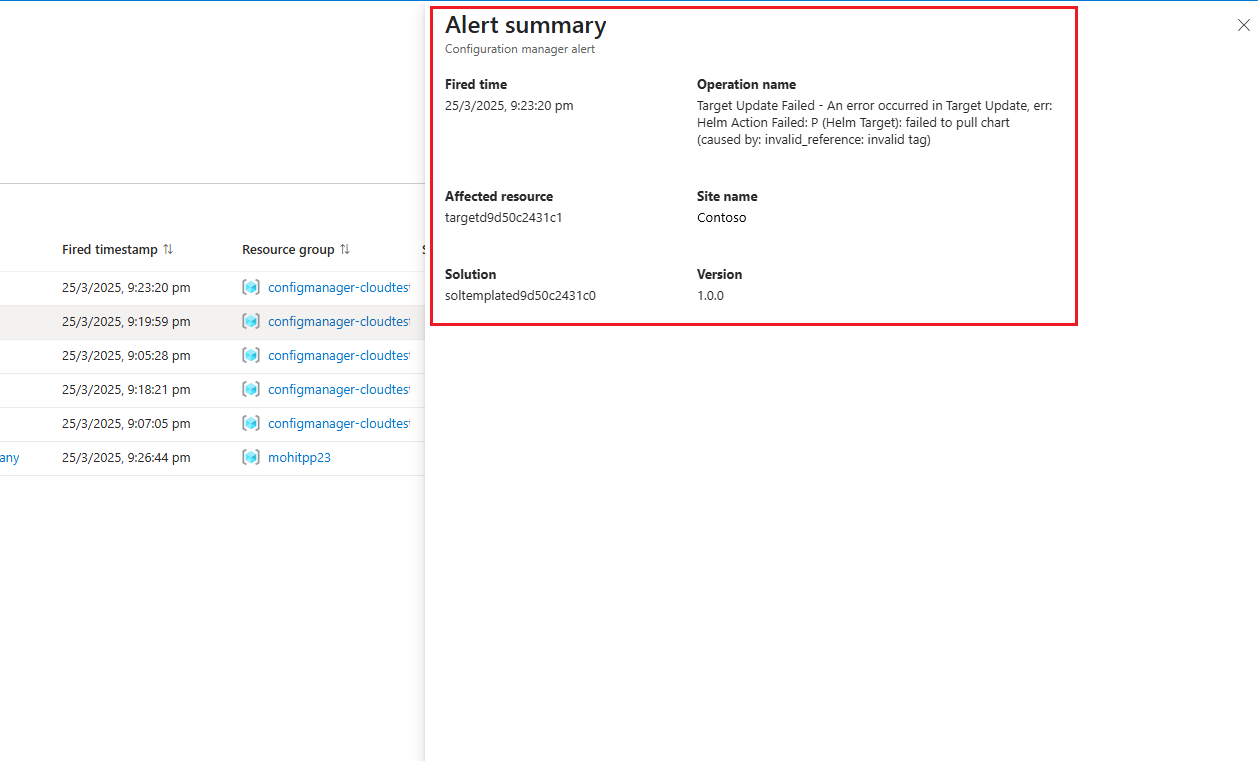 Alert summary
Configuration manager alert
Fired time
25/3/2025, 9:23:20 pm
Operation name
Target Update Failed - An error occurred in Target Update, err:
Helm Action Failed: P (Helm Target): failed to pull chart
(caused by: invalid_reference: invalid tag)
Affected resource
targetd9d50c2431c1
Site name
Contoso
Solution
soltemplated9d50c2431c0
Version
1.0.0
Fired timestamp Resource group
25/3/2025, 9:23:20 pm configmanager-cloudtest
25/3/2025, 9:19:59 pm configmanager-cloudtest
25/3/2025, 9:05:28 pm configmanager-cloudtest
25/3/2025, 9:18:21 pm configmanager-cloudtest
25/3/2025, 9:07:05 pm configmanager-cloudtest
any 25/3/2025, 9:26:44 pm mohitpp23